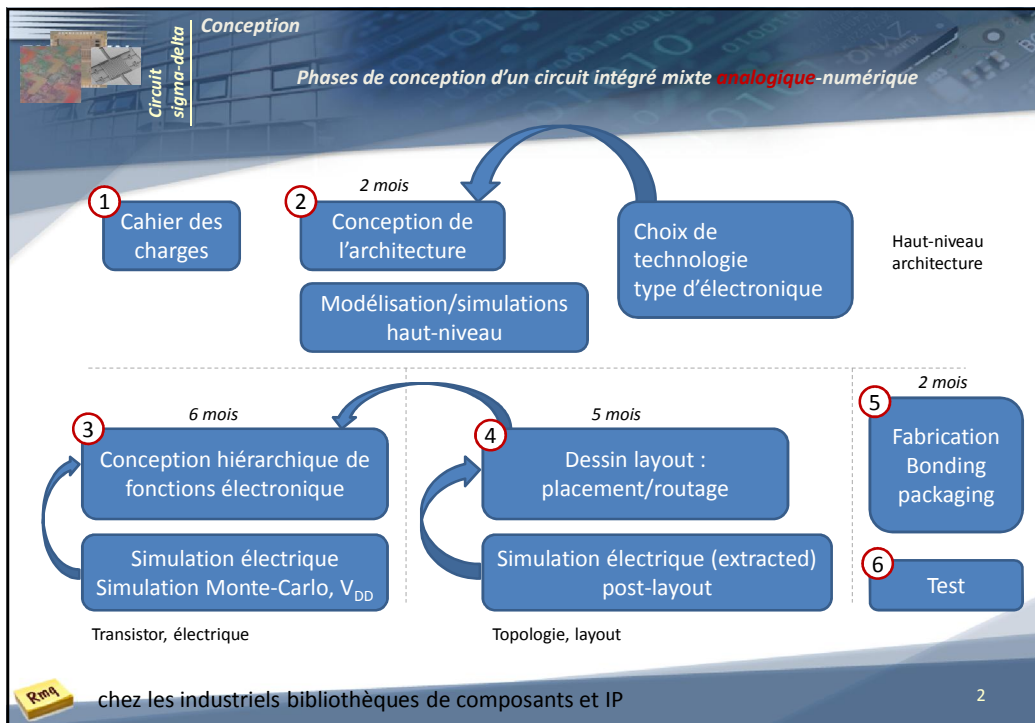 Conception
Circuit
sigma-delta
Phases de conception d’un circuit intégré mixte analogique-numérique
2 mois
1
2
Cahier des
charges
Conception de
l’architecture
Choix de
technologie
type d’électronique
Haut-niveau
architecture
Modélisation/simulations
haut-niveau
6 mois
5 mois
2 mois
3
4
5
Conception hiérarchique de
fonctions électronique
Dessin layout :
placement/routage
Fabrication
Bonding
packaging
Simulation électrique
Simulation Monte-Carlo, VDD
Simulation électrique (extracted)
post-layout
6
Test
Transistor, électrique
Topologie, layout
Rmq
chez les industriels bibliothèques de composants et IP
2